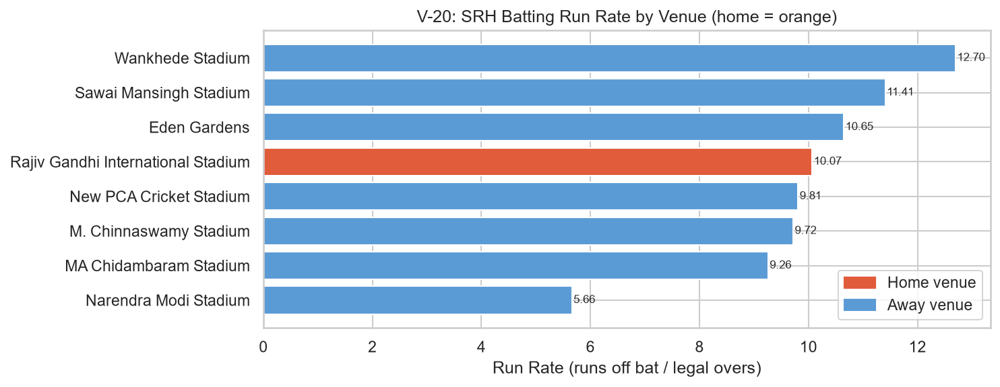 V-20: SRH Batting Run Rate by Venue (home = orange)
Wankhede Stadium 12.70
Sawai Mansingh Stadium 11.41
Eden Gardens 10.65
Rajiv Gandhi International Stadium 10.07
New PCA Cricket Stadium 9.81
M. Chinnaswamy Stadium 9.72
MA Chidambaram Stadium 9.26
Narendra Modi Stadium 5.66
Home venue
Away venue
0 2 4 6 8 10 12
Run Rate (runs off bat / legal overs)